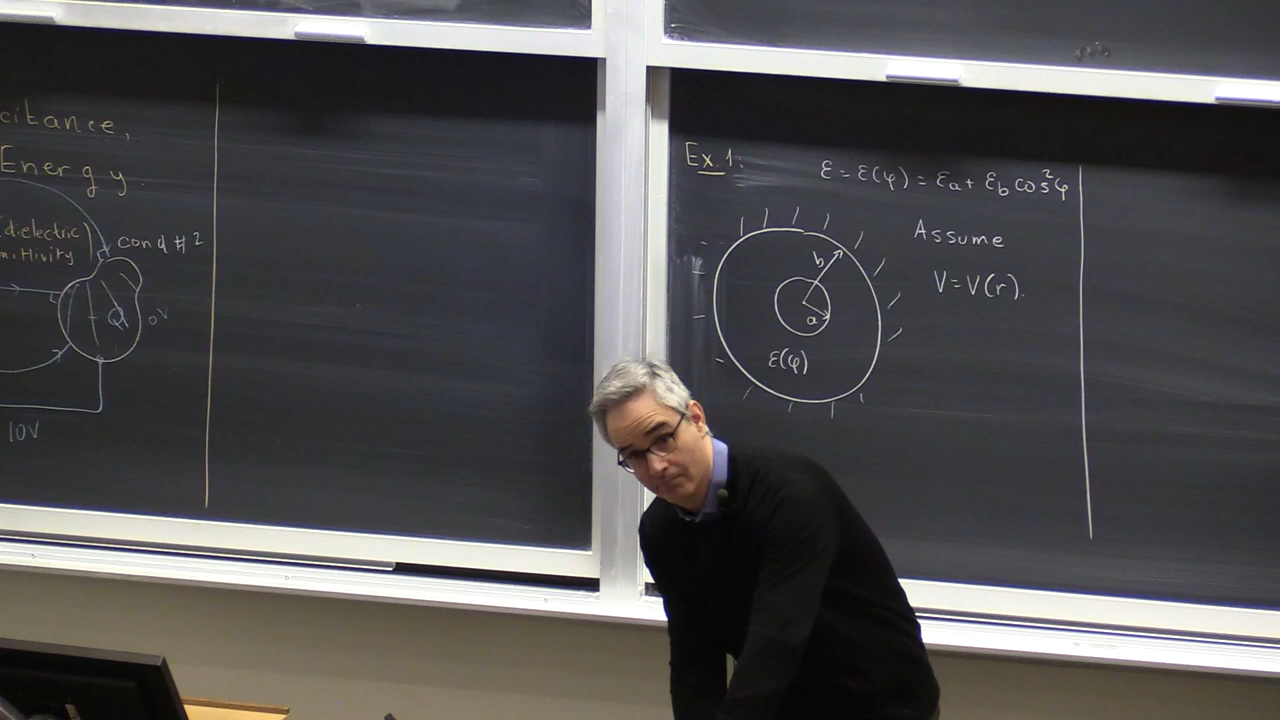 citance,
Energy.
(dielectric)
mittivity
cond #2
Q
0V
10V
Ex. 1:
ε = ε(φ) = εa + εb cos²φ
Assume
V=V(r).
b
a
ε(φ)